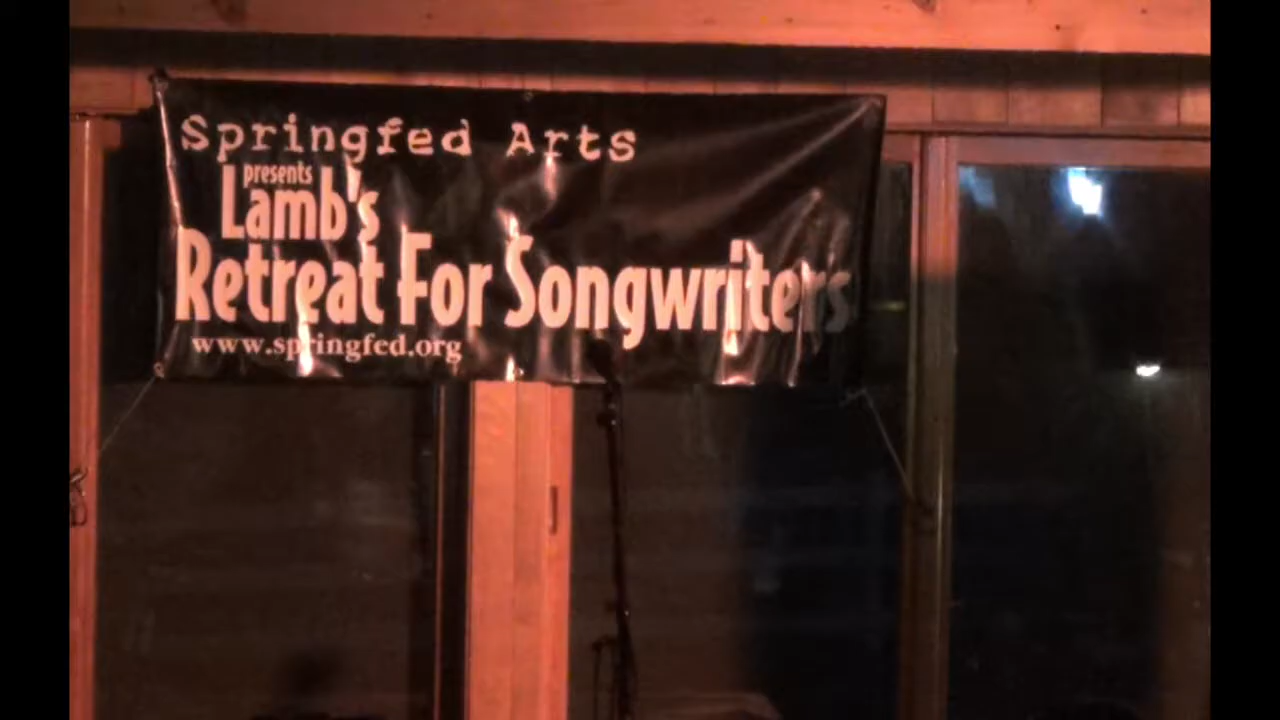 Springfed Arts
presents
Lamb's
Retreat For Songwriters
www.springfed.org